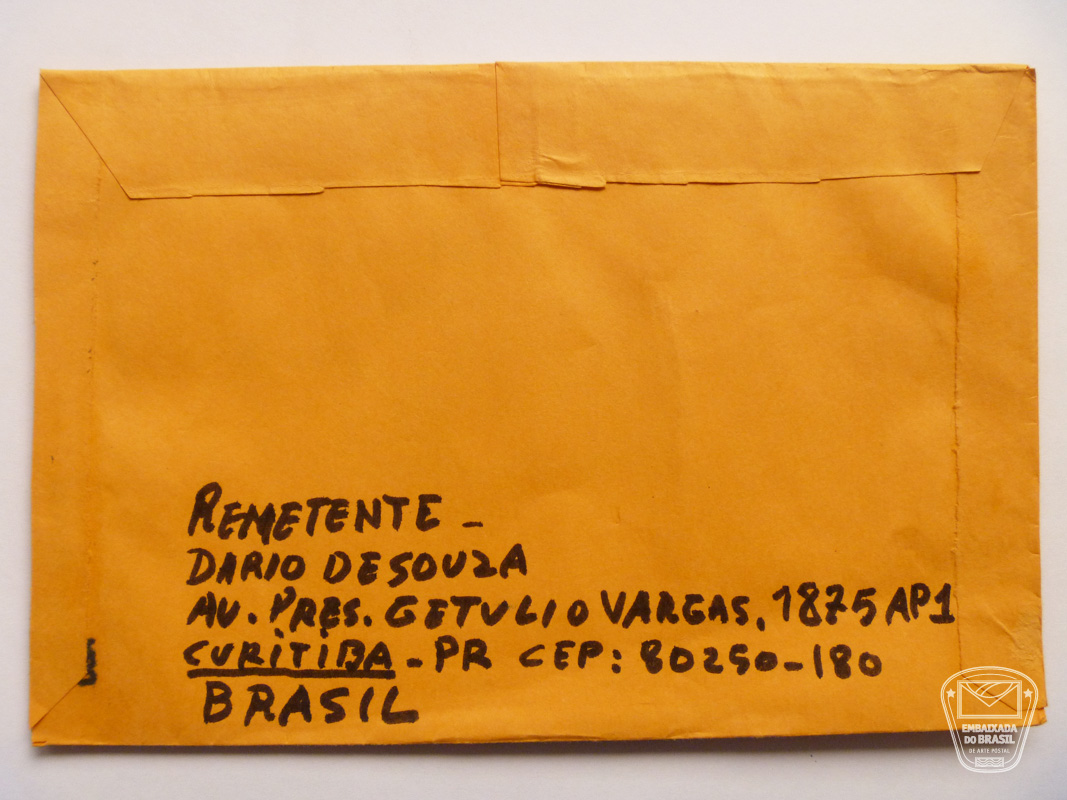 REMETENTE -
DARIO DE SOUZA
AV. PRES. GETULIO VARGAS, 1875 AP1
CURITIBA - PR CEP: 80250-180
BRASIL
EMBAIXADA
DO BRASIL
DE ARTE POSTAL